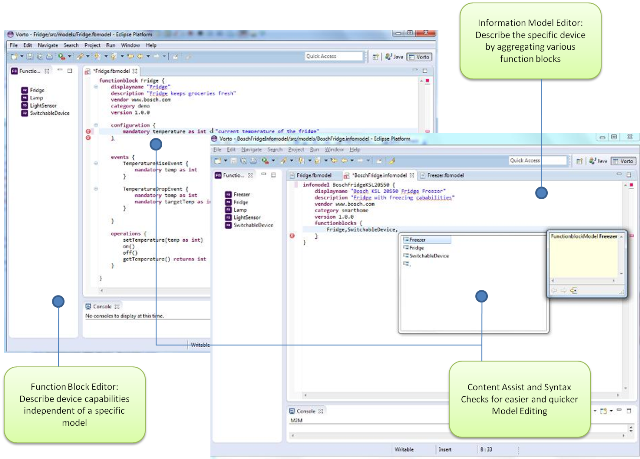 Information Model Editor:
Describe the specific device
by aggregating various
function blocks
Vorto - Fridge/src/models/Fridge.fbmodel - Eclipse Platform
File Edit Navigate Search Project Run Window Help
Quick Access
Java
Vorto
Functio...
Fridge
Lamp
LightSensor
SwitchableDevice
*Fridge.fbmodel
functionblock Fridge {
displayname "Fridge"
description "Fridge keeps groceries fresh"
vendor www.bosch.com
category demo
version 1.0.0
configuration {
mandatory temperature as int "current temperature of the fridge"
}
events {
TemperatureRiseEvent {
mandatory temp as int
}
TemperatureDropEvent {
mandatory temp as int
mandatory targetTemp as in
}
}
operations {
setTemperature(temp as int)
on()
off()
getTemperature() returns int
}
}
Console
No consoles to display at this time.
Writable
Vorto - BoschFridge.infomodel/src/models/BoschFridge.infomodel - Eclipse Platform
File Edit Navigate Search Project Run Window Help
Quick Access
Java
Vorto
Functio...
Freezer
Fridge
Lamp
LightSensor
SwitchableDevice
Fridge.fbmodel
*BoschFridge.infomodel
Freezer.fbmodel
infomodel BoschFridgeKSL20S50 {
displayname "Bosch KSL 20S50 Fridge Freezer"
description "Fridge with freezing capabilities"
vendor www.bosch.com
category smarthome
version 1.0.0
functionblocks {
Fridge,SwitchableDevice,
}
}
Freezer
Fridge
SwitchableDevice
FunctionblockModel Freezer
Console
M2M
Writable
Insert
8 : 33
Function Block Editor:
Describe device capabilities
independent of a specific
model
Content Assist and Syntax
Checks for easier and quicker
Model Editing